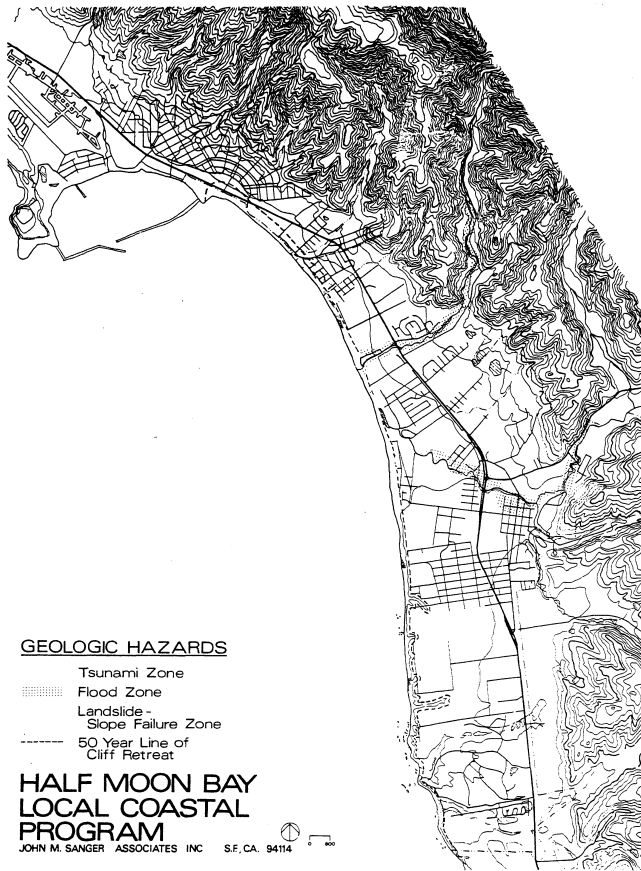 GEOLOGIC HAZARDS
Tsunami Zone
Flood Zone
Landslide-
Slope Failure Zone
50 Year Line of
Cliff Retreat
HALF MOON BAY
LOCAL COASTAL
PROGRAM
JOHN M. SANGER ASSOCIATES INC S.F., CA. 94114
0 800